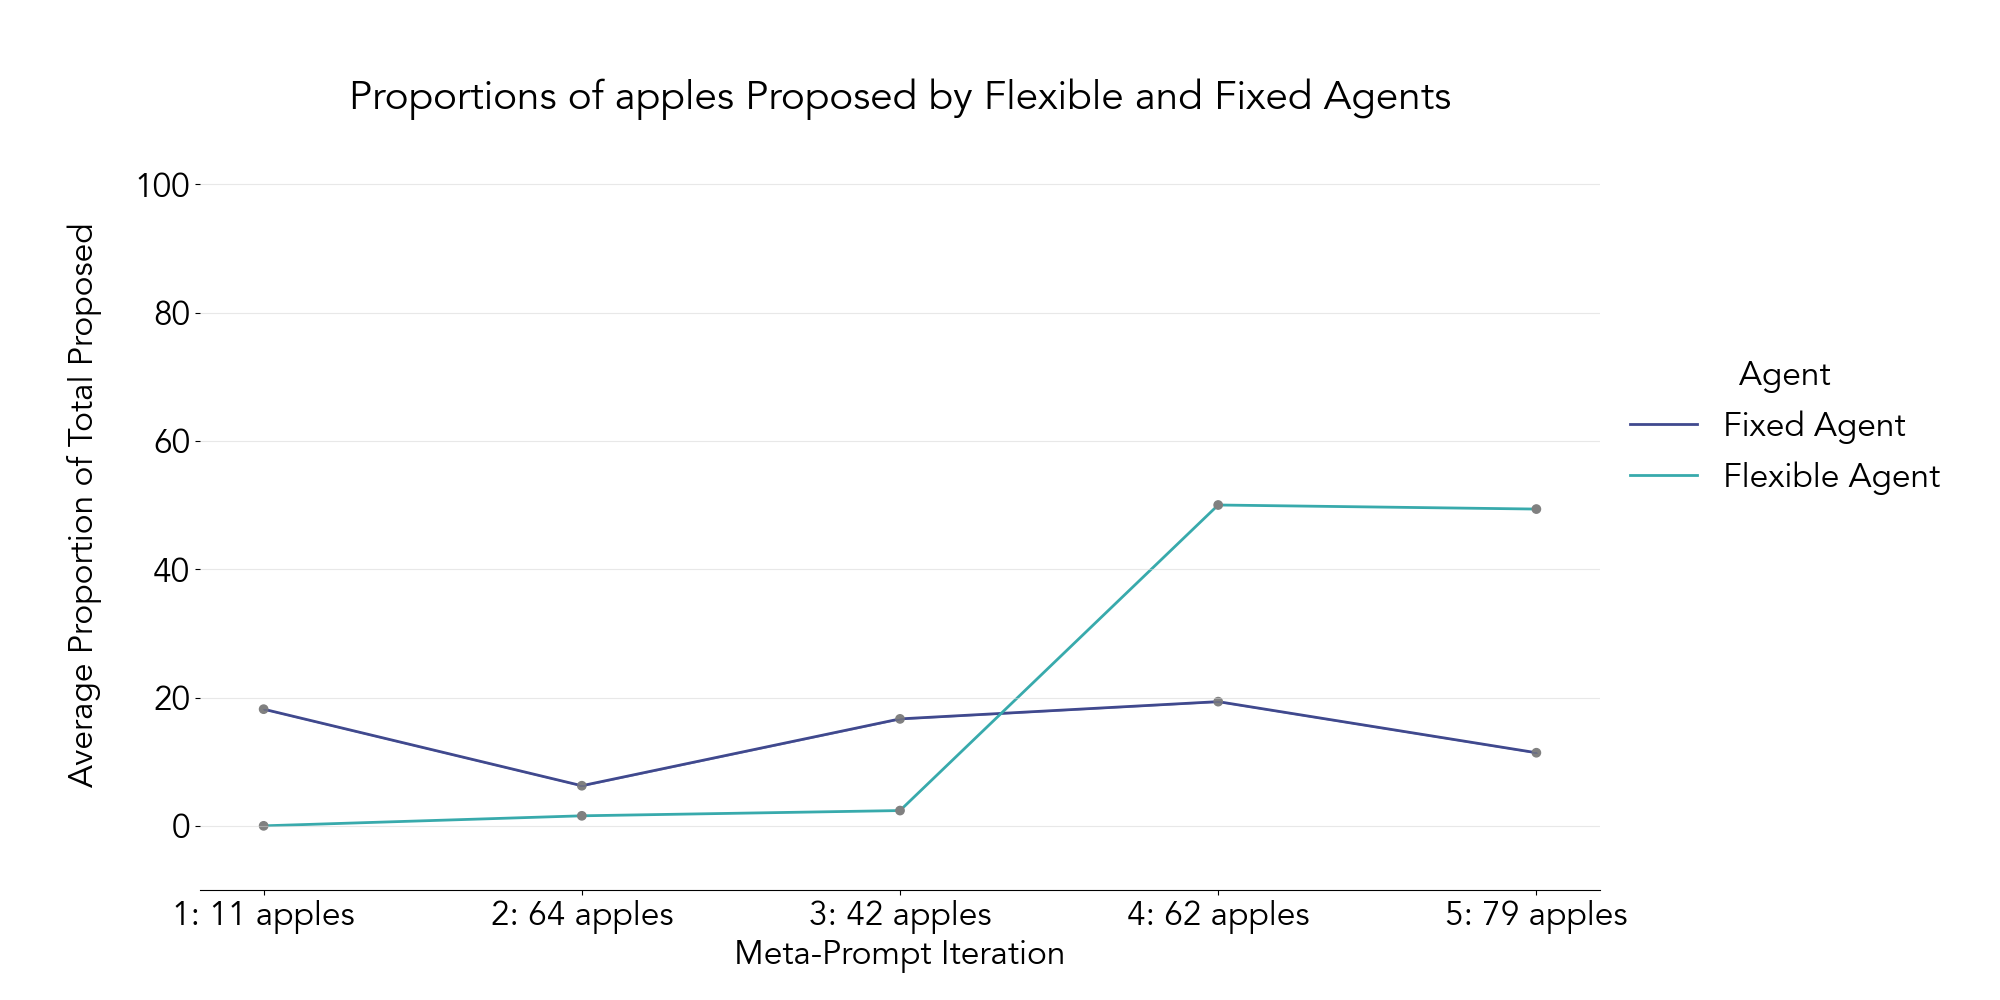 Proportions of apples Proposed by Flexible and Fixed Agents
Average Proportion of Total Proposed
100
80
60
40
20
0
1: 11 apples
2: 64 apples
3: 42 apples
4: 62 apples
5: 79 apples
Meta-Prompt Iteration
Agent
Fixed Agent
Flexible Agent